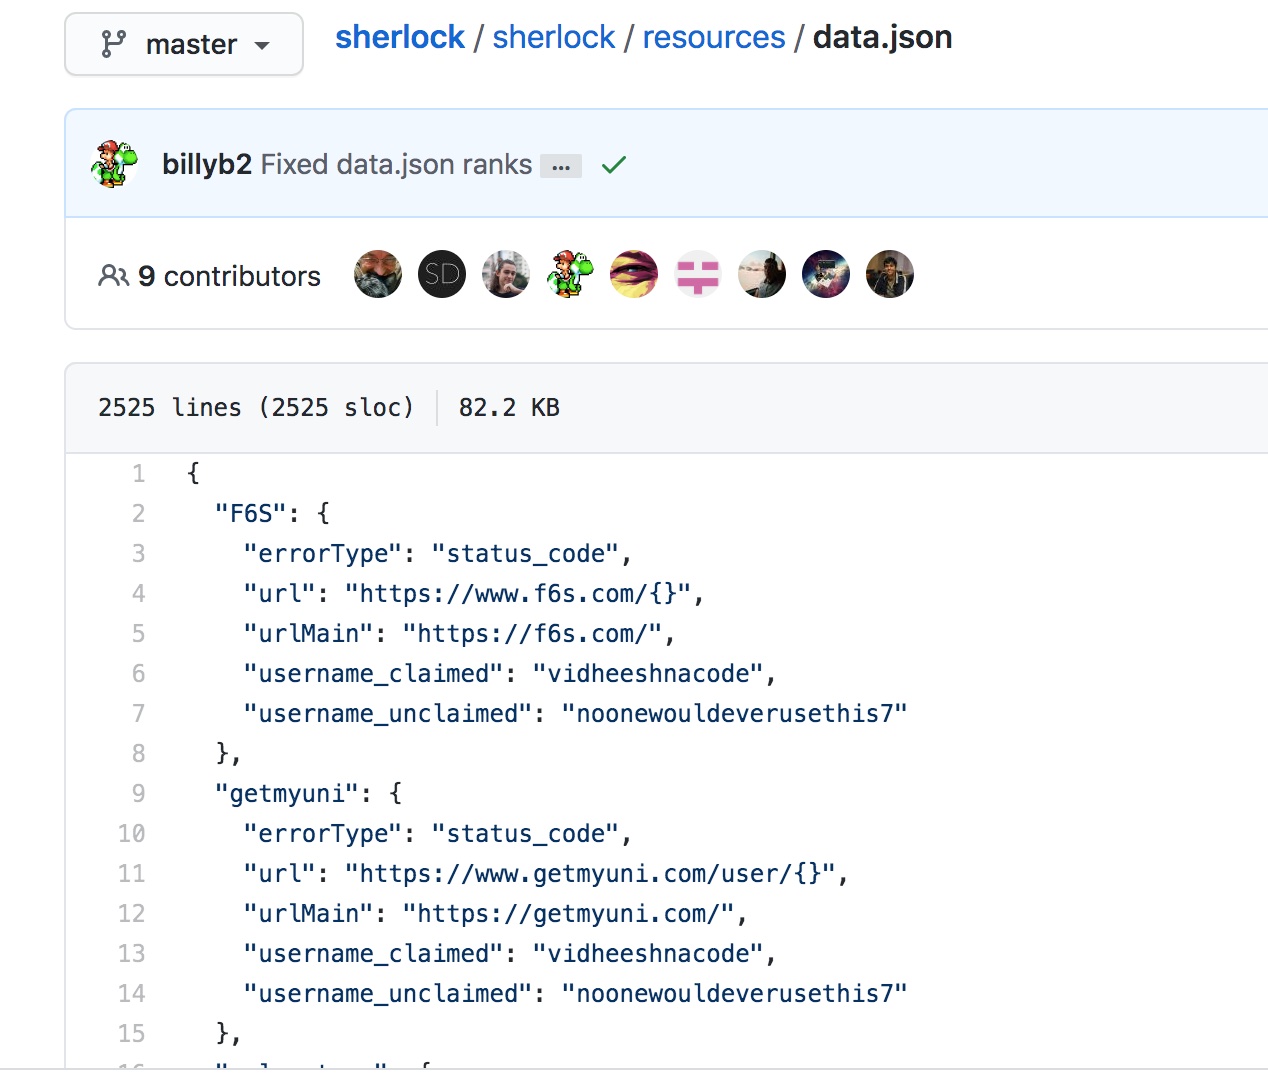 master
sherlock / sherlock / resources / data.json
billyb2 Fixed data.json ranks ... ✓
9 contributors
SD
2525 lines (2525 sloc) | 82.2 KB
1 {
2 "F6S": {
3 "errorType": "status_code",
4 "url": "https://www.f6s.com/{}",
5 "urlMain": "https://f6s.com/",
6 "username_claimed": "vidheeshnacode",
7 "username_unclaimed": "noonewouldeverusethis7"
8 },
9 "getmyuni": {
10 "errorType": "status_code",
11 "url": "https://www.getmyuni.com/user/{}",
12 "urlMain": "https://getmyuni.com/",
13 "username_claimed": "vidheeshnacode",
14 "username_unclaimed": "noonewouldeverusethis7"
15 },